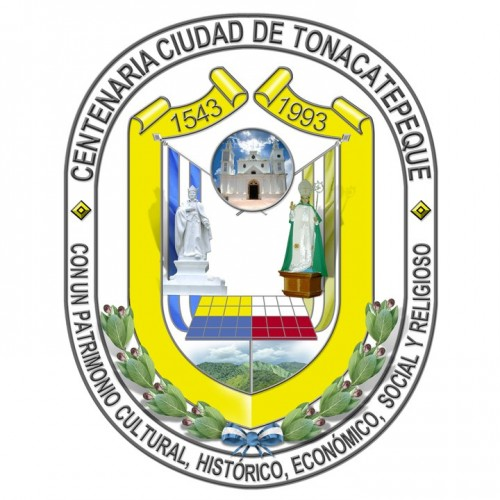 CENTENARIA CIUDAD DE TONACATEPEQUE
1543
1993
CON UN PATRIMONIO CULTURAL, HISTÓRICO, ECONÓMICO, SOCIAL Y RELIGIOSO